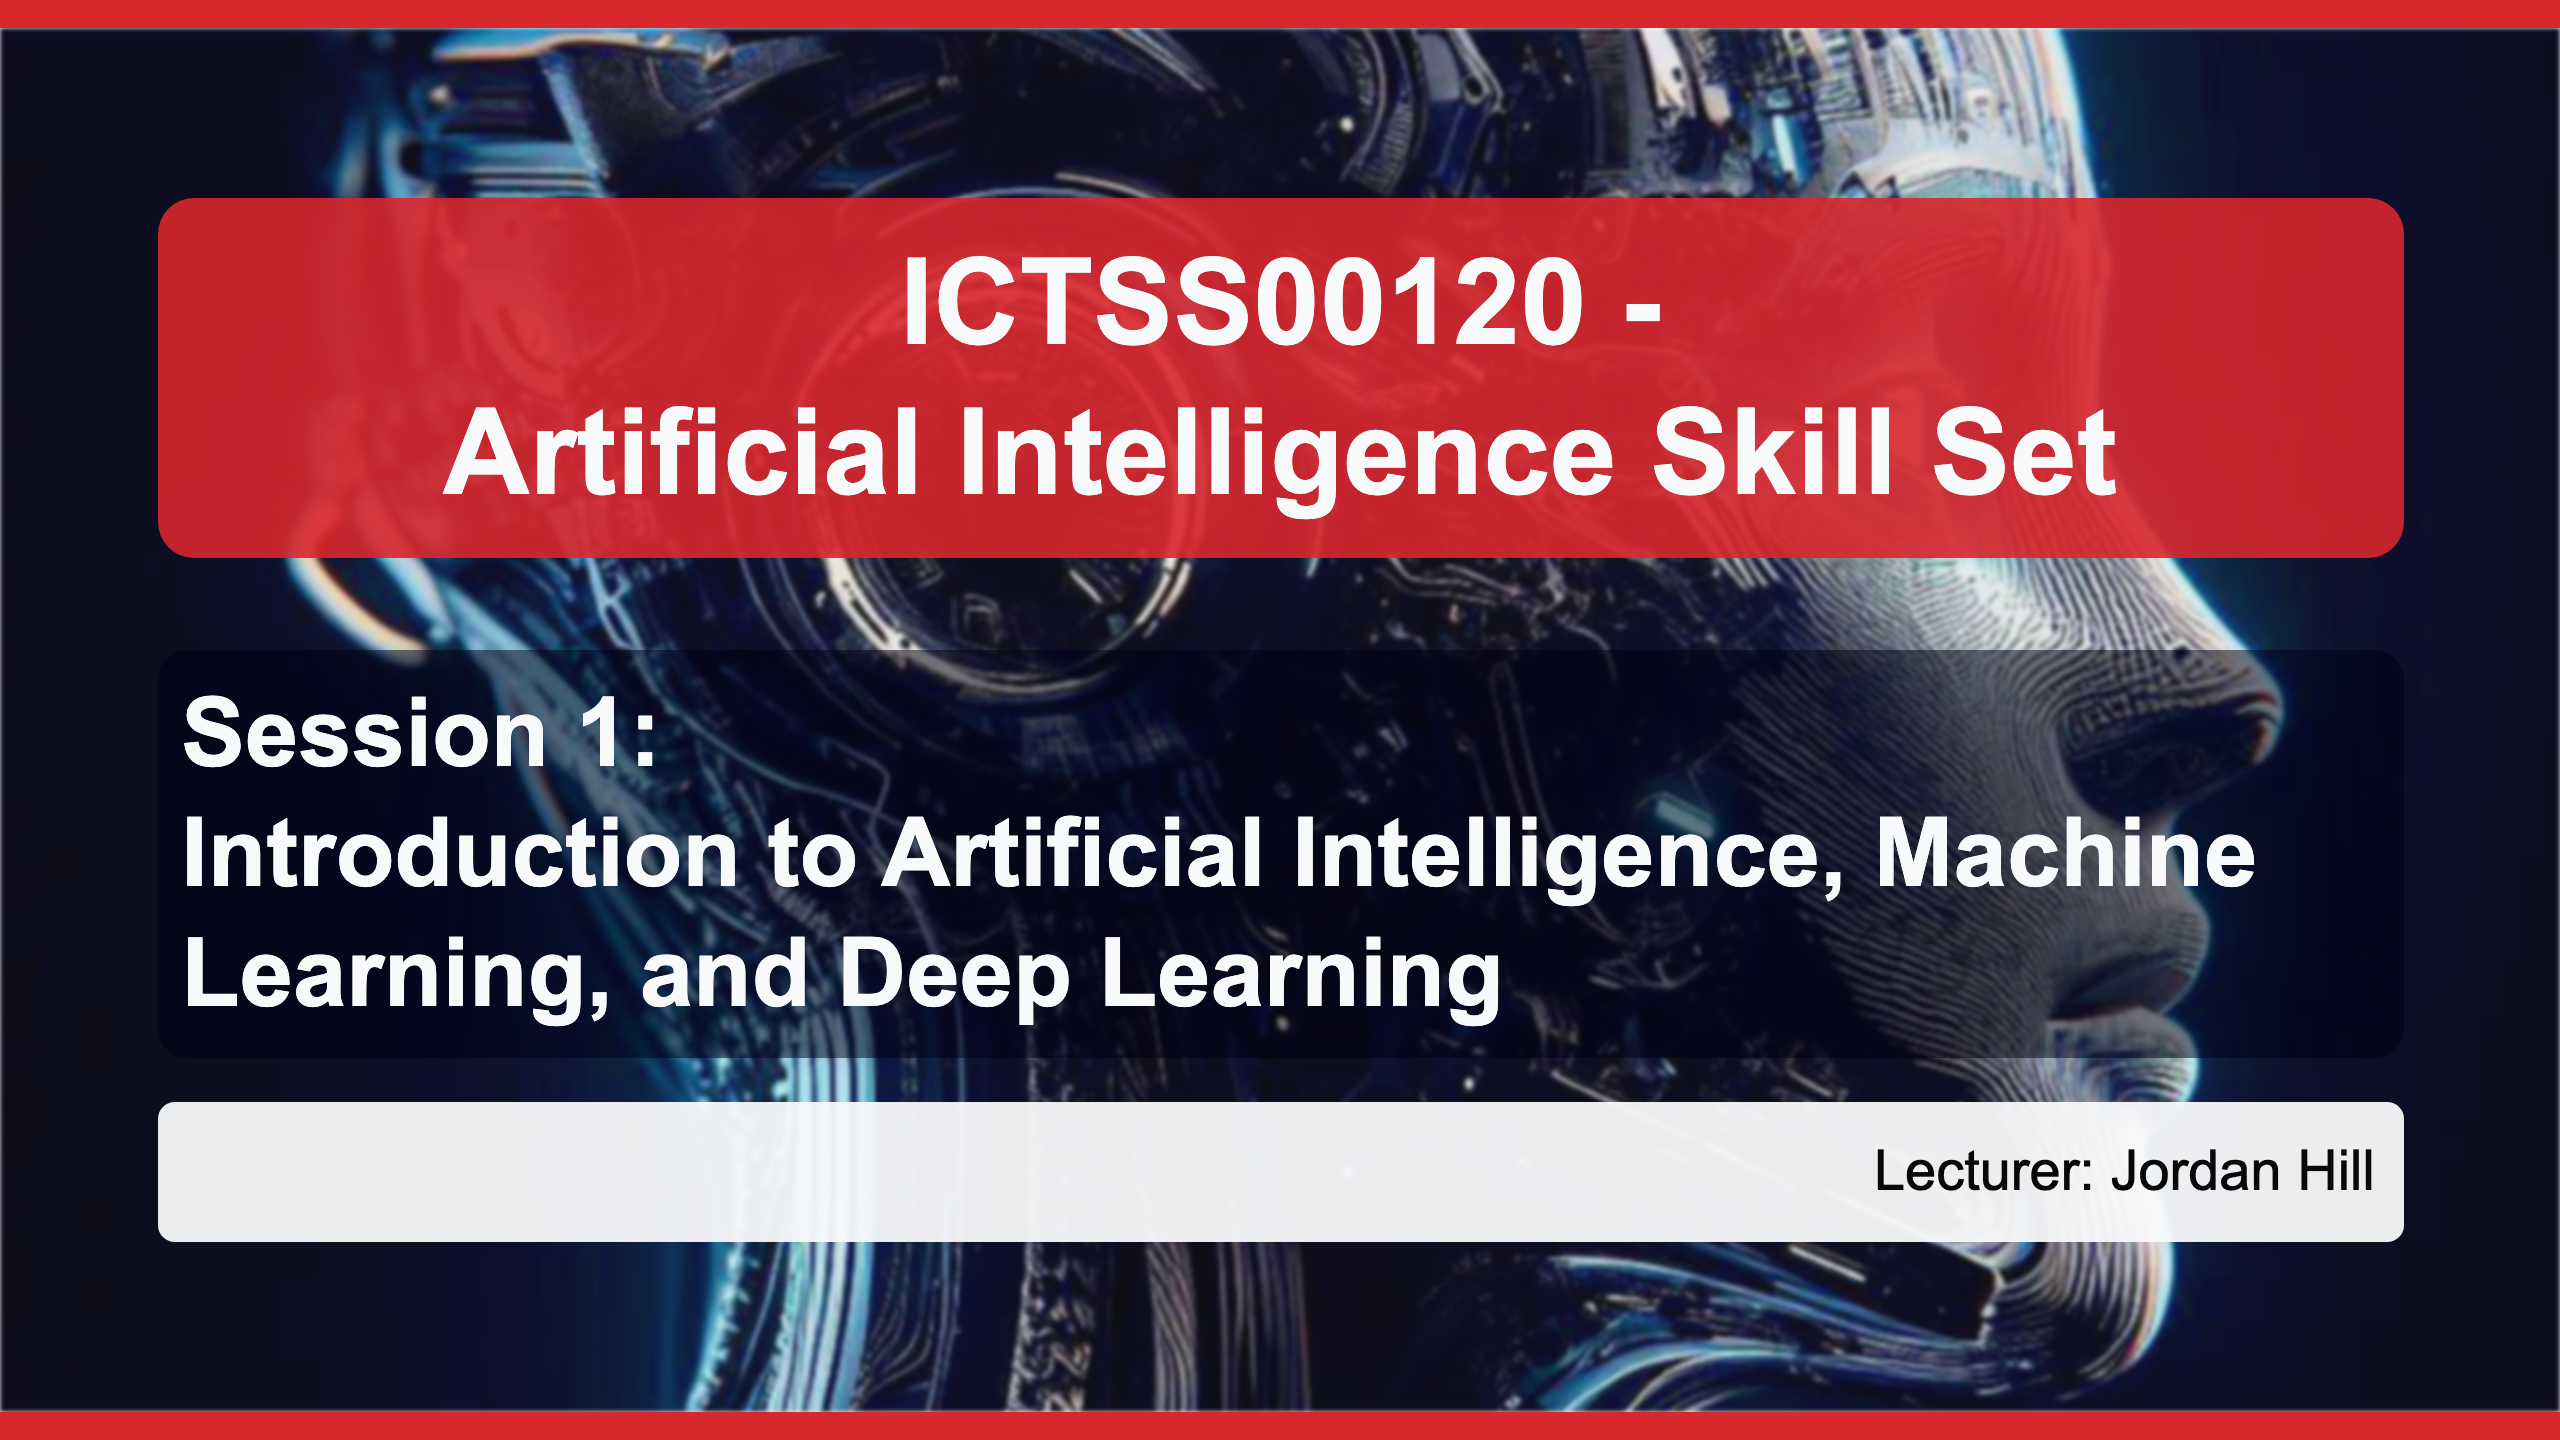 ICTSS00120 -
Artificial Intelligence Skill Set
Session 1:
Introduction to Artificial Intelligence, Machine
Learning, and Deep Learning
Lecturer: Jordan Hill